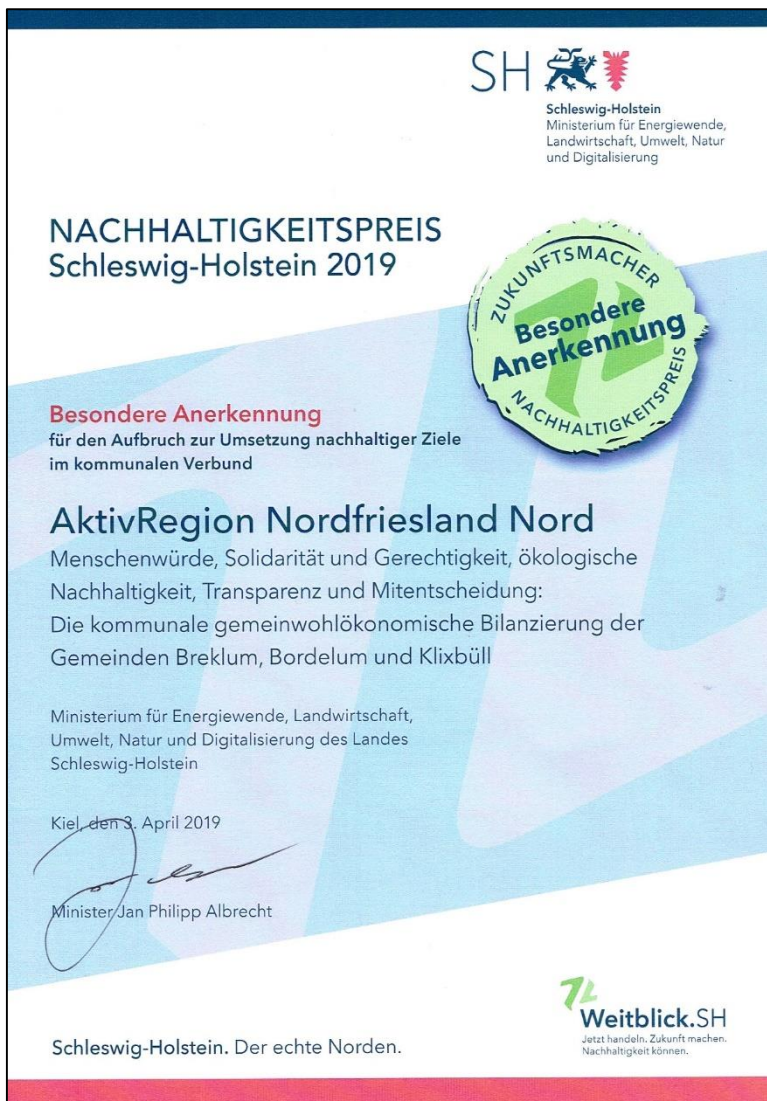 SH
Schleswig-Holstein
Ministerium für Energiewende,
Landwirtschaft, Umwelt, Natur
und Digitalisierung
NACHHALTIGKEITSPREIS
Schleswig-Holstein 2019
ZUKUNFTSMACHER
Besondere
Anerkennung
NACHHALTIGKEITSPREIS
Besondere Anerkennung
für den Aufbruch zur Umsetzung nachhaltiger Ziele
im kommunalen Verbund
AktivRegion Nordfriesland Nord
Menschenwürde, Solidarität und Gerechtigkeit, ökologische
Nachhaltigkeit, Transparenz und Mitentscheidung:
Die kommunale gemeinwohlökonomische Bilanzierung der
Gemeinden Breklum, Bordelum und Klixbüll
Ministerium für Energiewende, Landwirtschaft,
Umwelt, Natur und Digitalisierung des Landes
Schleswig-Holstein
Kiel, den 3. April 2019
Minister Jan Philipp Albrecht
Weitblick.SH
Jetzt handeln. Zukunft machen.
Nachhaltigkeit können.
Schleswig-Holstein. Der echte Norden.